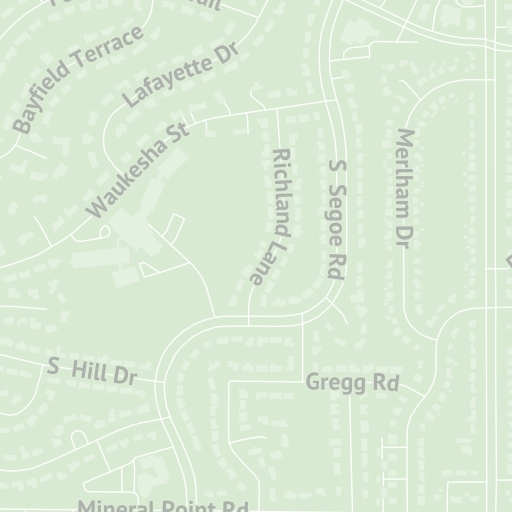 Bayfield Terrace
Lafayette Dr
Waukesha St
Richland Lane
S Segoe Rd
Merlham Dr
S Hill Dr
Gregg Rd
Mineral Point Rd